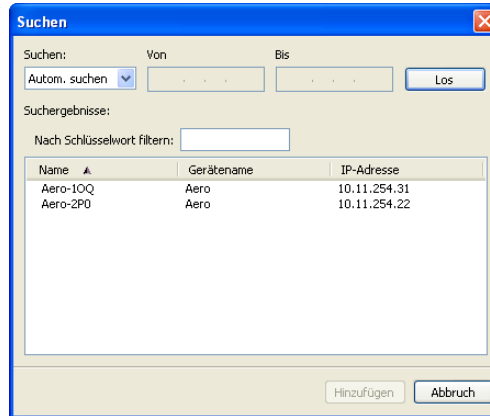 Suchen
Suchen: Von Bis
Autom. suchen . . . . . . Los
Suchergebnisse:
Nach Schlüsselwort filtern:
Name Gerätename IP-Adresse
Aero-1OQ Aero 10.11.254.31
Aero-2P0 Aero 10.11.254.22
Hinzufügen Abbruch